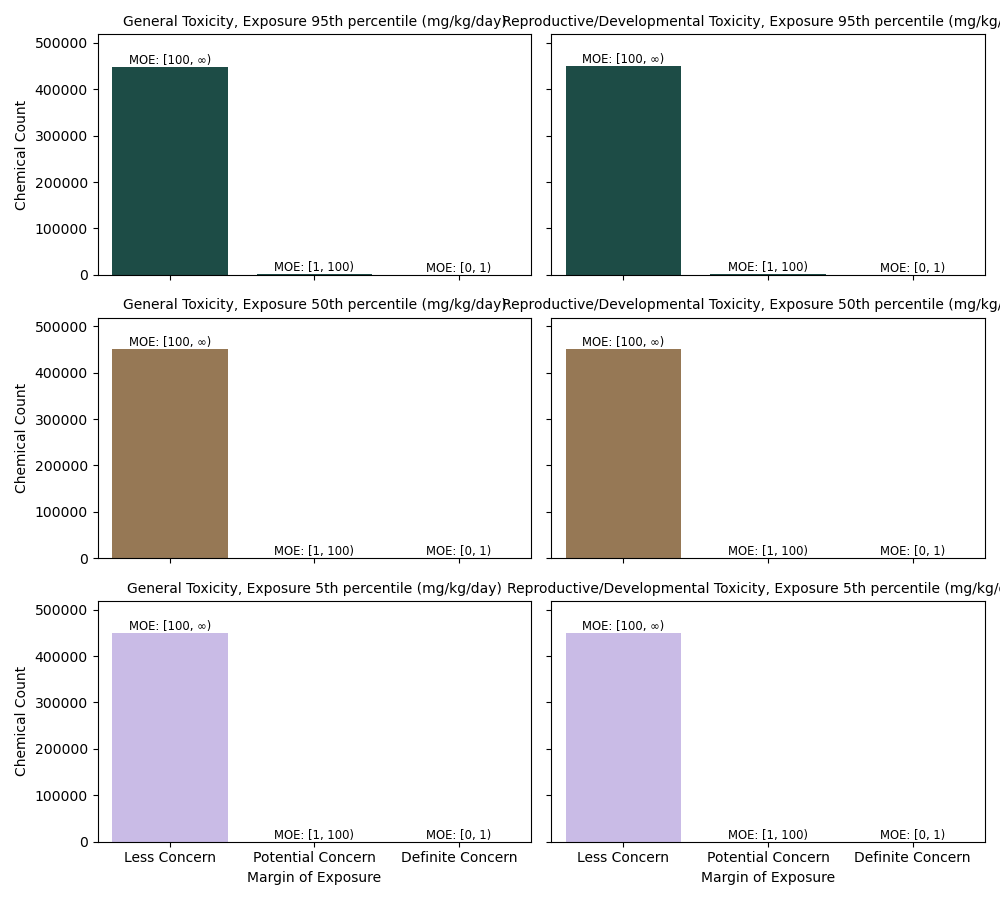 General Toxicity, Exposure 95th percentile (mg/kg/day)
Reproductive/Developmental Toxicity, Exposure 95th percentile (mg/kg/
500000
400000
300000
200000
100000
0
Chemical Count
MOE: [100, ∞)
MOE: [1, 100)
MOE: [0, 1)
MOE: [100, ∞)
MOE: [1, 100)
MOE: [0, 1)
General Toxicity, Exposure 50th percentile (mg/kg/day)
Reproductive/Developmental Toxicity, Exposure 50th percentile (mg/kg/
500000
400000
300000
200000
100000
0
Chemical Count
MOE: [100, ∞)
MOE: [1, 100)
MOE: [0, 1)
MOE: [100, ∞)
MOE: [1, 100)
MOE: [0, 1)
General Toxicity, Exposure 5th percentile (mg/kg/day)
Reproductive/Developmental Toxicity, Exposure 5th percentile (mg/kg/
500000
400000
300000
200000
100000
0
Chemical Count
MOE: [100, ∞)
MOE: [1, 100)
MOE: [0, 1)
MOE: [100, ∞)
MOE: [1, 100)
MOE: [0, 1)
Less Concern
Potential Concern
Definite Concern
Margin of Exposure
Less Concern
Potential Concern
Definite Concern
Margin of Exposure